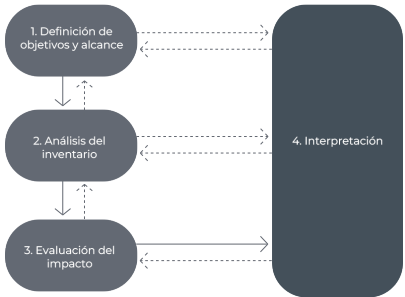 1. Definición de
objetivos y alcance
2. Análisis del
inventario
4. Interpretación
3. Evaluación del
impacto